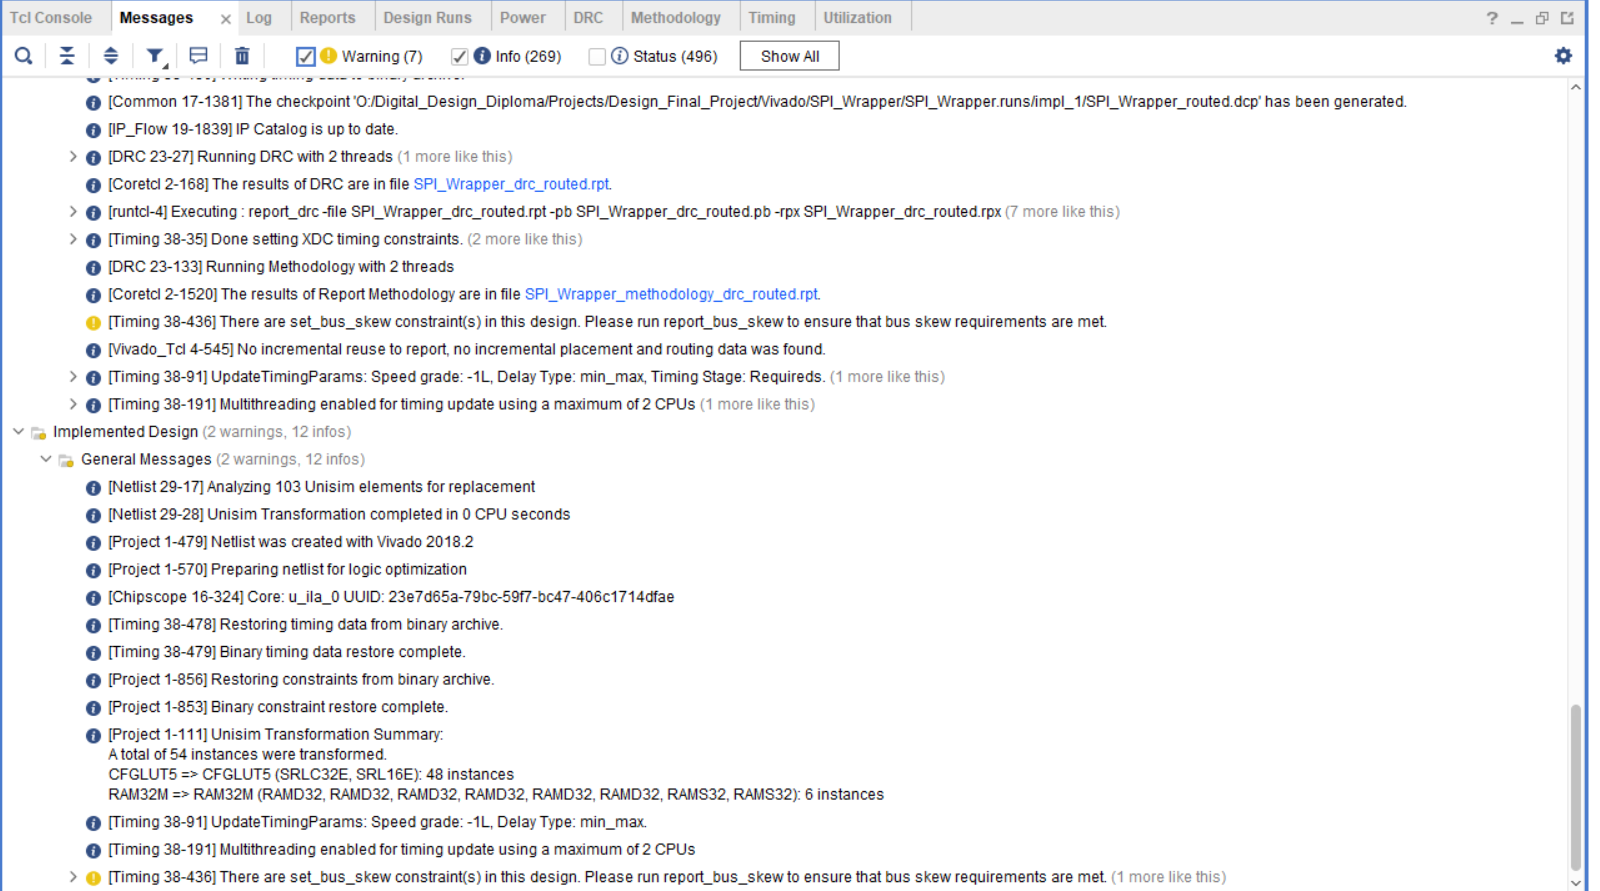 Tcl Console Messages × Log Reports Design Runs Power DRC Methodology Timing Utilization ?
Warning (7) Info (269) Status (496) Show All
[Timing 38-480] Writing timing data to binary archive.
[Common 17-1381] The checkpoint 'O:/Digital_Design_Diploma/Projects/Design_Final_Project/Vivado/SPI_Wrapper/SPI_Wrapper.runs/impl_1/SPI_Wrapper_routed.dcp' has been generated.
[IP_Flow 19-1839] IP Catalog is up to date.
[DRC 23-27] Running DRC with 2 threads (1 more like this)
[Coretcl 2-168] The results of DRC are in file SPI_Wrapper_drc_routed.rpt.
[runtcl-4] Executing : report_drc -file SPI_Wrapper_drc_routed.rpt -pb SPI_Wrapper_drc_routed.pb -rpx SPI_Wrapper_drc_routed.rpx (7 more like this)
[Timing 38-35] Done setting XDC timing constraints. (2 more like this)
[DRC 23-133] Running Methodology with 2 threads
[Coretcl 2-1520] The results of Report Methodology are in file SPI_Wrapper_methodology_drc_routed.rpt.
[Timing 38-436] There are set_bus_skew constraint(s) in this design. Please run report_bus_skew to ensure that bus skew requirements are met.
[Vivado_Tcl 4-545] No incremental reuse to report, no incremental placement and routing data was found.
[Timing 38-91] UpdateTimingParams: Speed grade: -1L, Delay Type: min_max, Timing Stage: Requireds. (1 more like this)
[Timing 38-191] Multithreading enabled for timing update using a maximum of 2 CPUs (1 more like this)
Implemented Design (2 warnings, 12 infos)
General Messages (2 warnings, 12 infos)
[Netlist 29-17] Analyzing 103 Unisim elements for replacement
[Netlist 29-28] Unisim Transformation completed in 0 CPU seconds
[Project 1-479] Netlist was created with Vivado 2018.2
[Project 1-570] Preparing netlist for logic optimization
[Chipscope 16-324] Core: u_ila_0 UUID: 23e7d65a-79bc-59f7-bc47-406c1714dfae
[Timing 38-478] Restoring timing data from binary archive.
[Timing 38-479] Binary timing data restore complete.
[Project 1-856] Restoring constraints from binary archive.
[Project 1-853] Binary constraint restore complete.
[Project 1-111] Unisim Transformation Summary:
A total of 54 instances were transformed.
CFGLUT5 => CFGLUT5 (SRLC32E, SRL16E): 48 instances
RAM32M => RAM32M (RAMD32, RAMD32, RAMD32, RAMD32, RAMD32, RAMD32, RAMS32, RAMS32): 6 instances
[Timing 38-91] UpdateTimingParams: Speed grade: -1L, Delay Type: min_max.
[Timing 38-191] Multithreading enabled for timing update using a maximum of 2 CPUs
[Timing 38-436] There are set_bus_skew constraint(s) in this design. Please run report_bus_skew to ensure that bus skew requirements are met. (1 more like this)